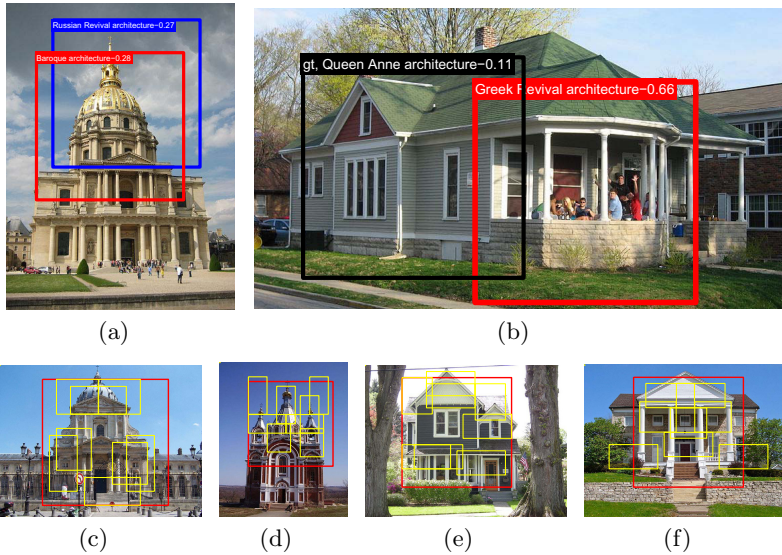 Russian Revival architecture−0.27
Baroque architecture−0.28
gt, Queen Anne architecture−0.11
Greek Revival architecture−0.66
(a)
(b)
(c)
(d)
(e)
(f)